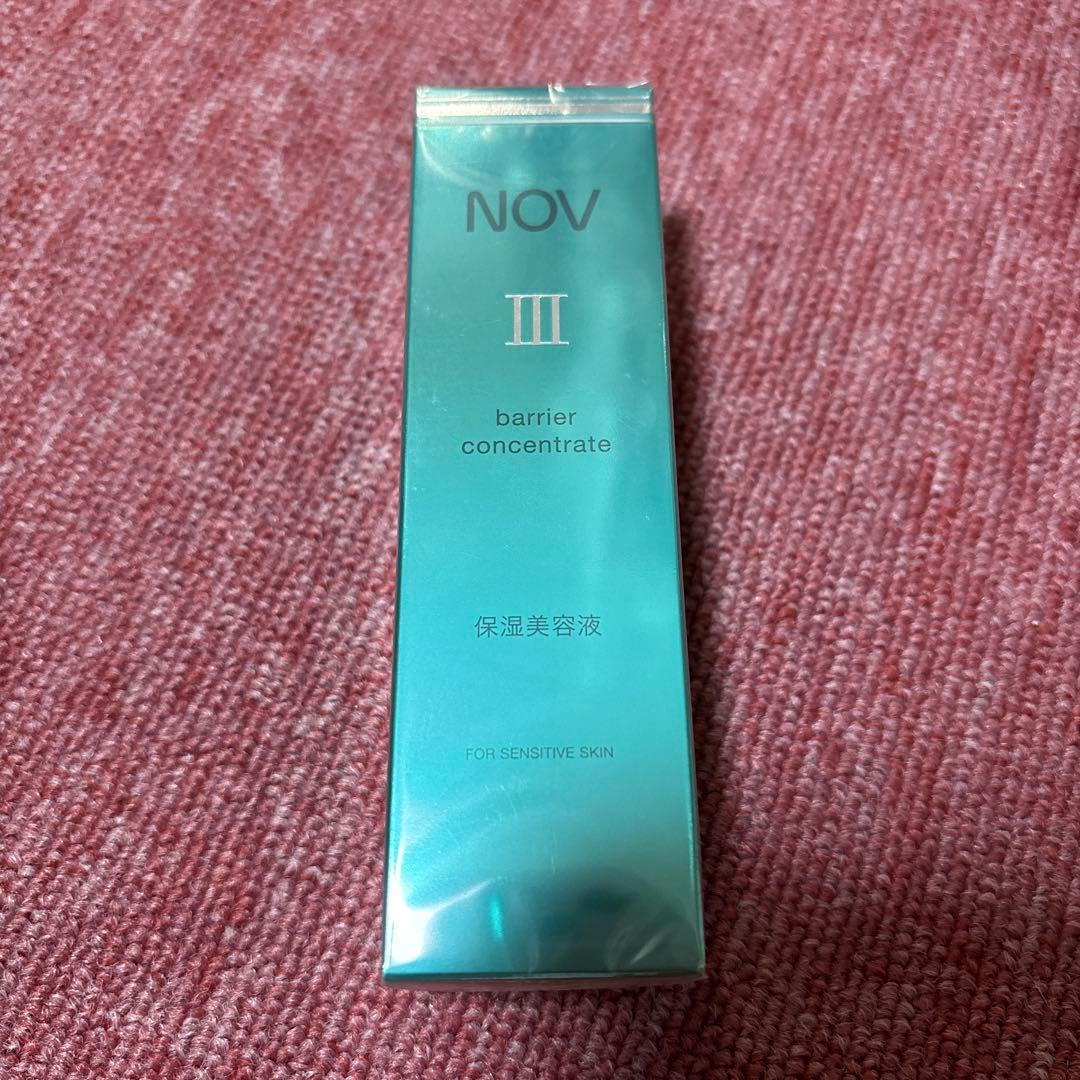 NOV
III
barrier
concentrate
保湿美容液
FOR SENSITIVE SKIN